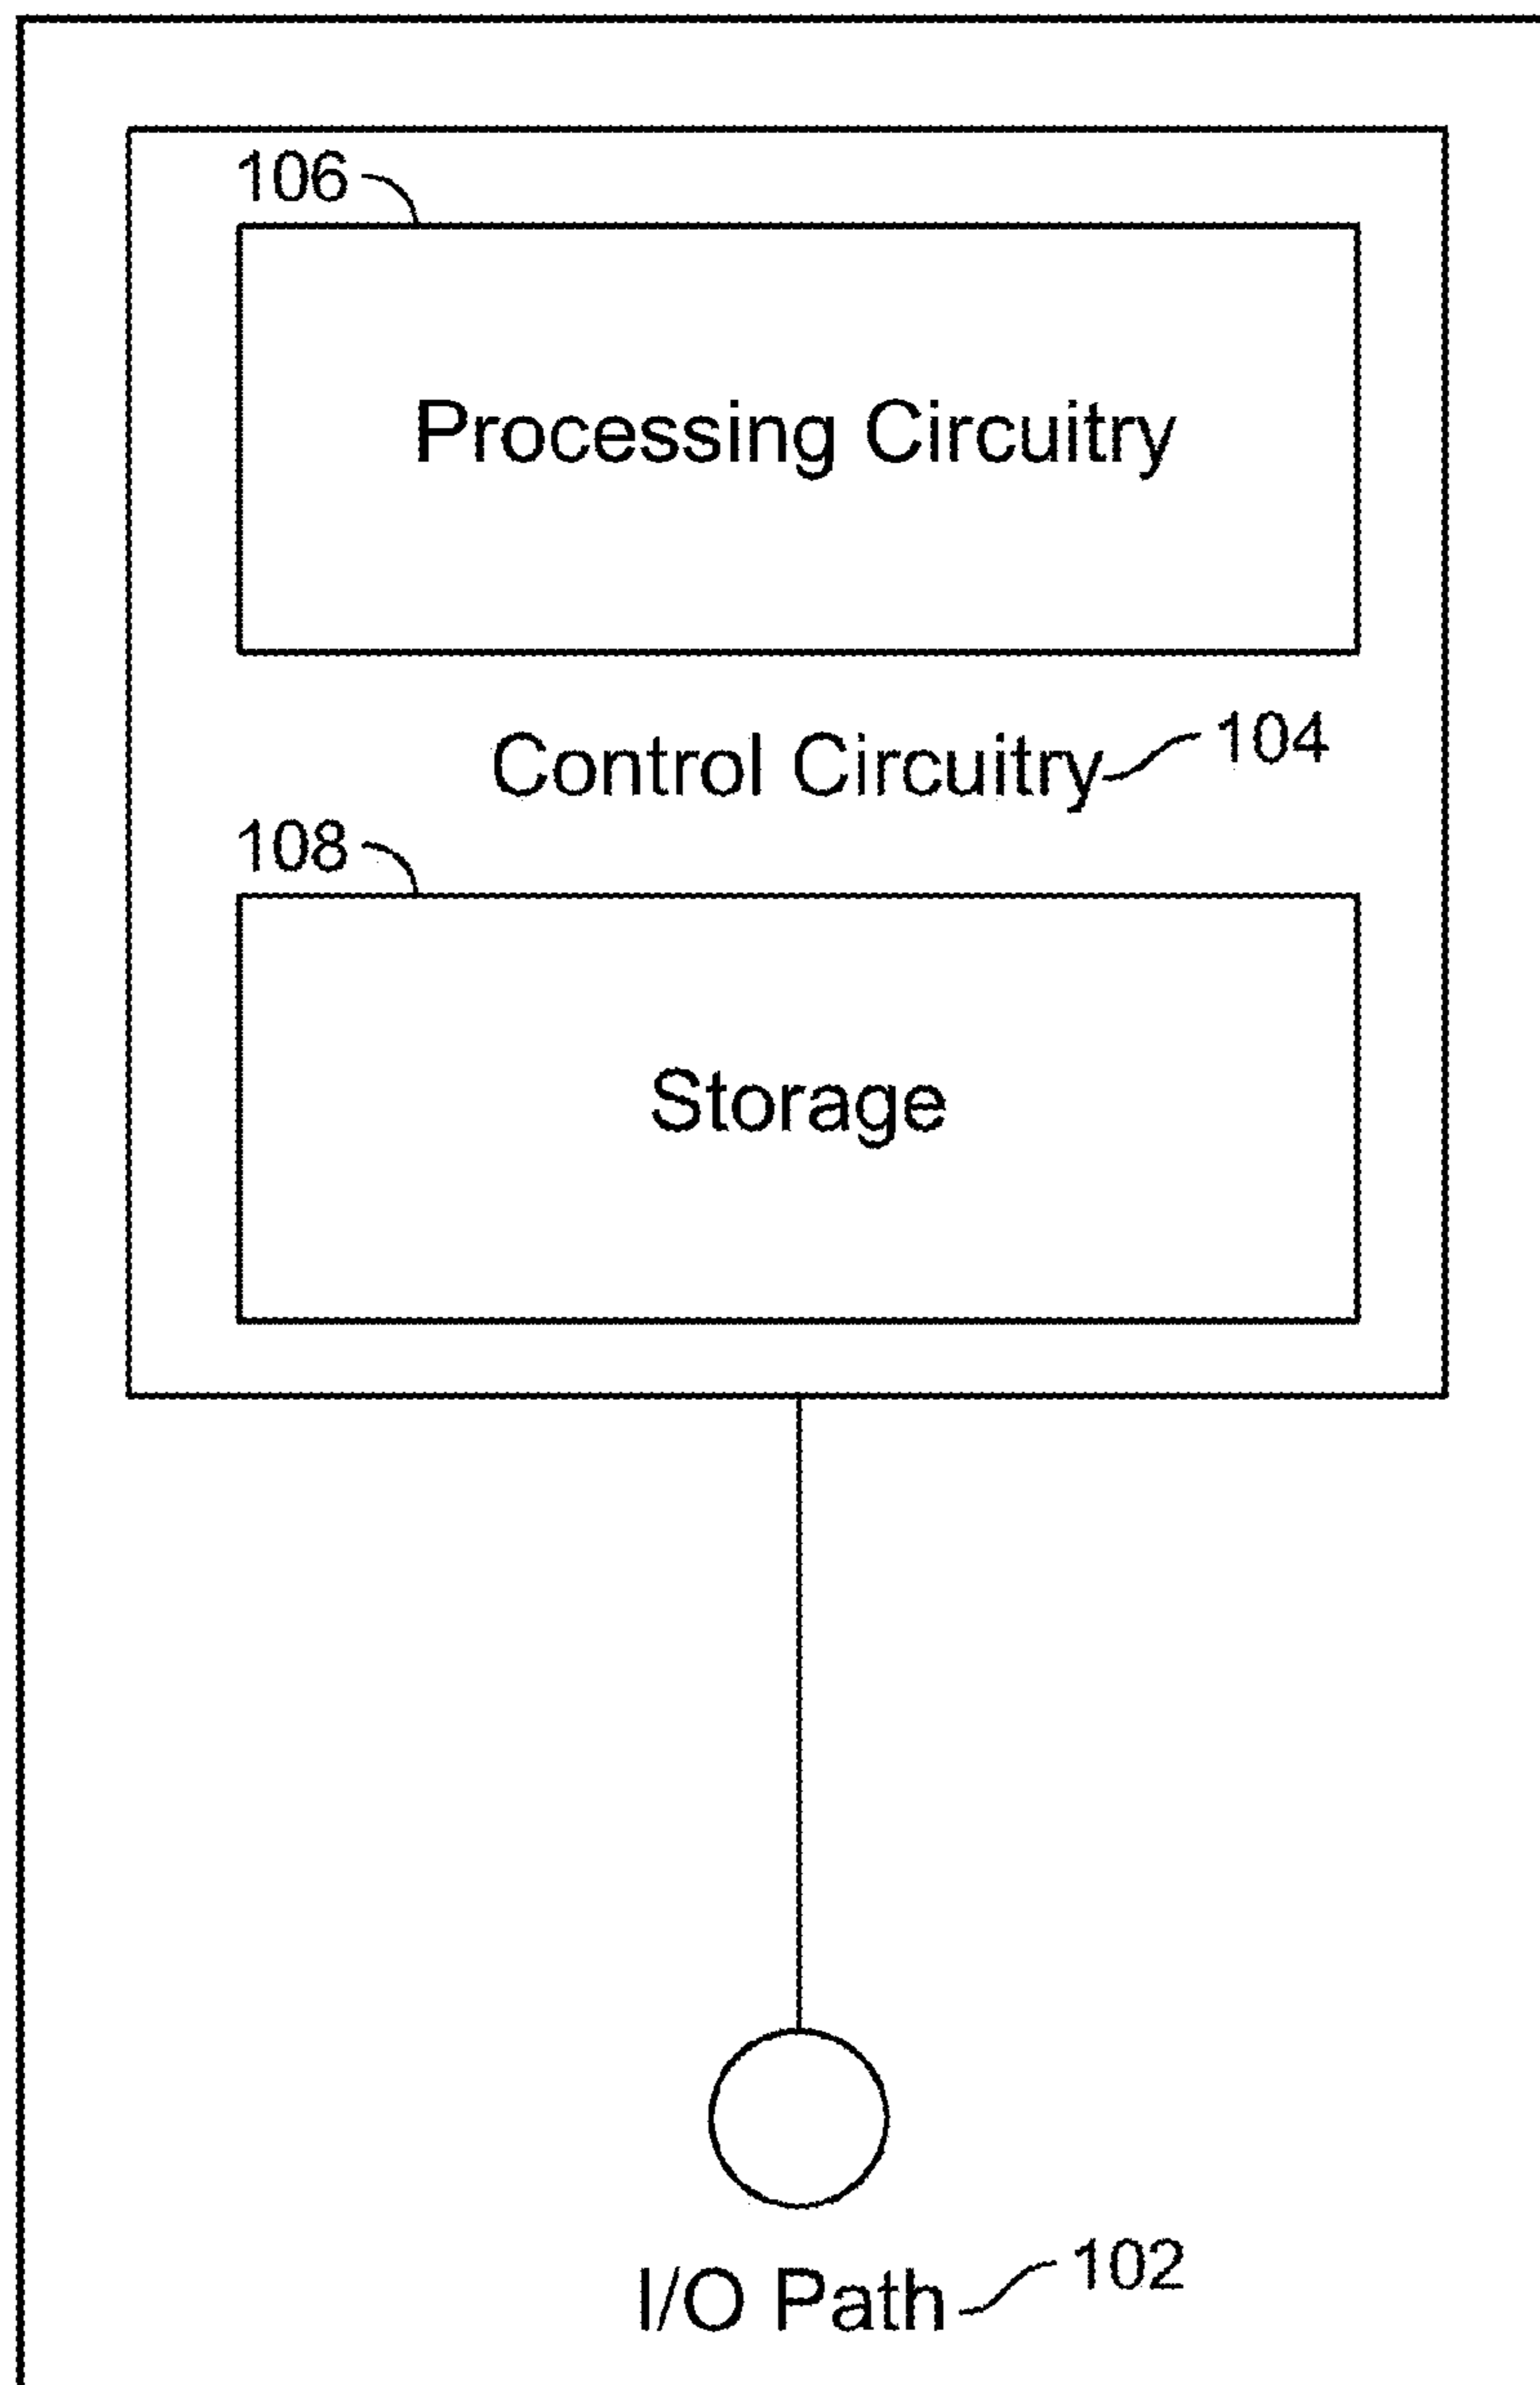 106
Processing Circuitry
Control Circuitry 104
108
Storage
I/O Path 102